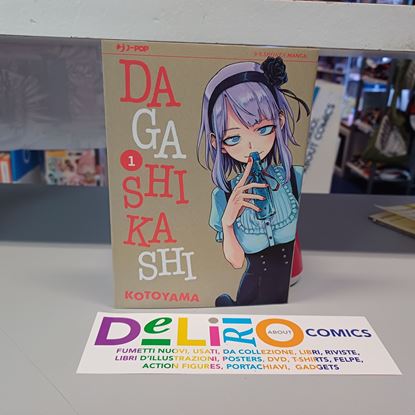 J-POP
DA
GA
1
SHI
KA
SHI
KOTOYAMA
DELiRiO ABOUT COMICS
FUMETTI NUOVI, USATI, DA COLLEZIONE, LIBRI, RIVISTE,
LIBRI D'ILLUSTRAZIONI, POSTERS, DVD, T-SHIRTS, FELPE,
ACTION FIGURES, PORTACHIAVI, GADGETS